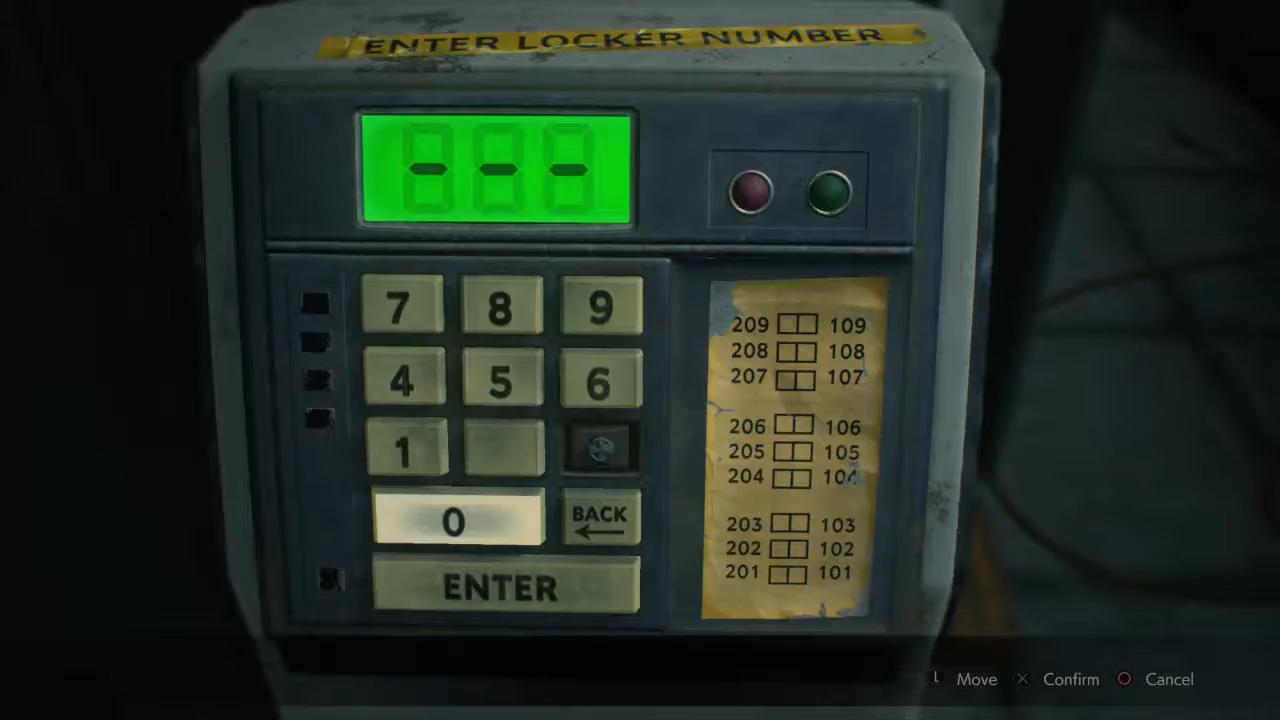 ENTER LOCKER NUMBER
---
7 8 9
4 5 6
1
0 BACK
ENTER
209 109
208 108
207 107
206 106
205 105
204 104
203 103
202 102
201 101
L Move X Confirm O Cancel